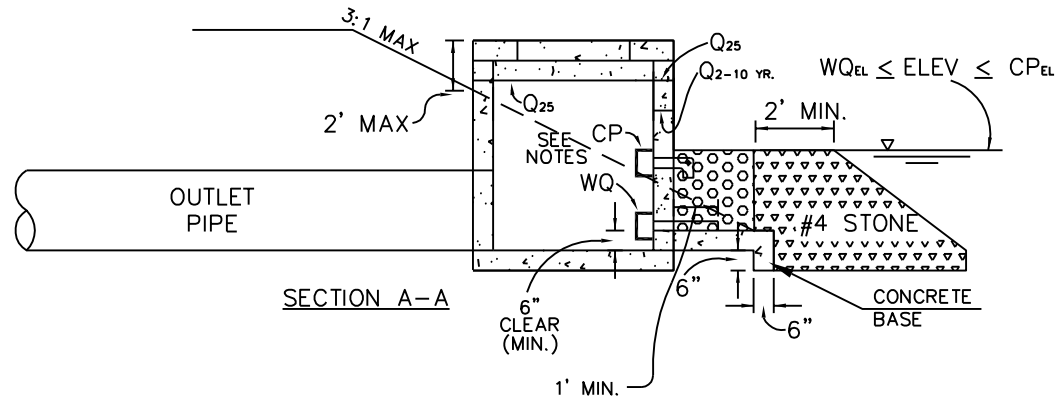 3:1 MAX
Q25
Q2-10 YR.
WQEL ≤ ELEV ≤ CPEL
2' MIN.
2' MAX
Q25
SEE
NOTES
CP
WQ
OUTLET
PIPE
#4 STONE
SECTION A-A
6"
CLEAR
(MIN.)
6"
6"
CONCRETE
BASE
1' MIN.